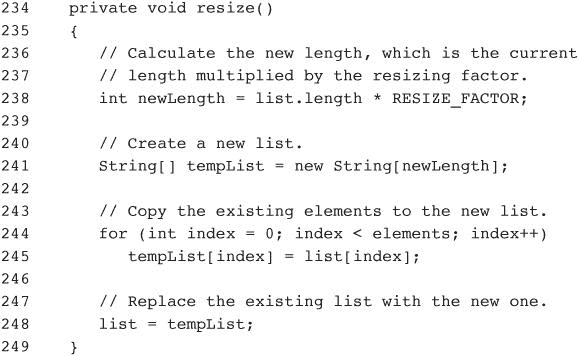 234    private void resize()
235    {
236       // Calculate the new length, which is the current
237       // length multiplied by the resizing factor.
238       int newLength = list.length * RESIZE_FACTOR;
239
240       // Create a new list.
241       String[] tempList = new String[newLength];
242
243       // Copy the existing elements to the new list.
244       for (int index = 0; index < elements; index++)
245          tempList[index] = list[index];
246
247       // Replace the existing list with the new one.
248       list = tempList;
249    }